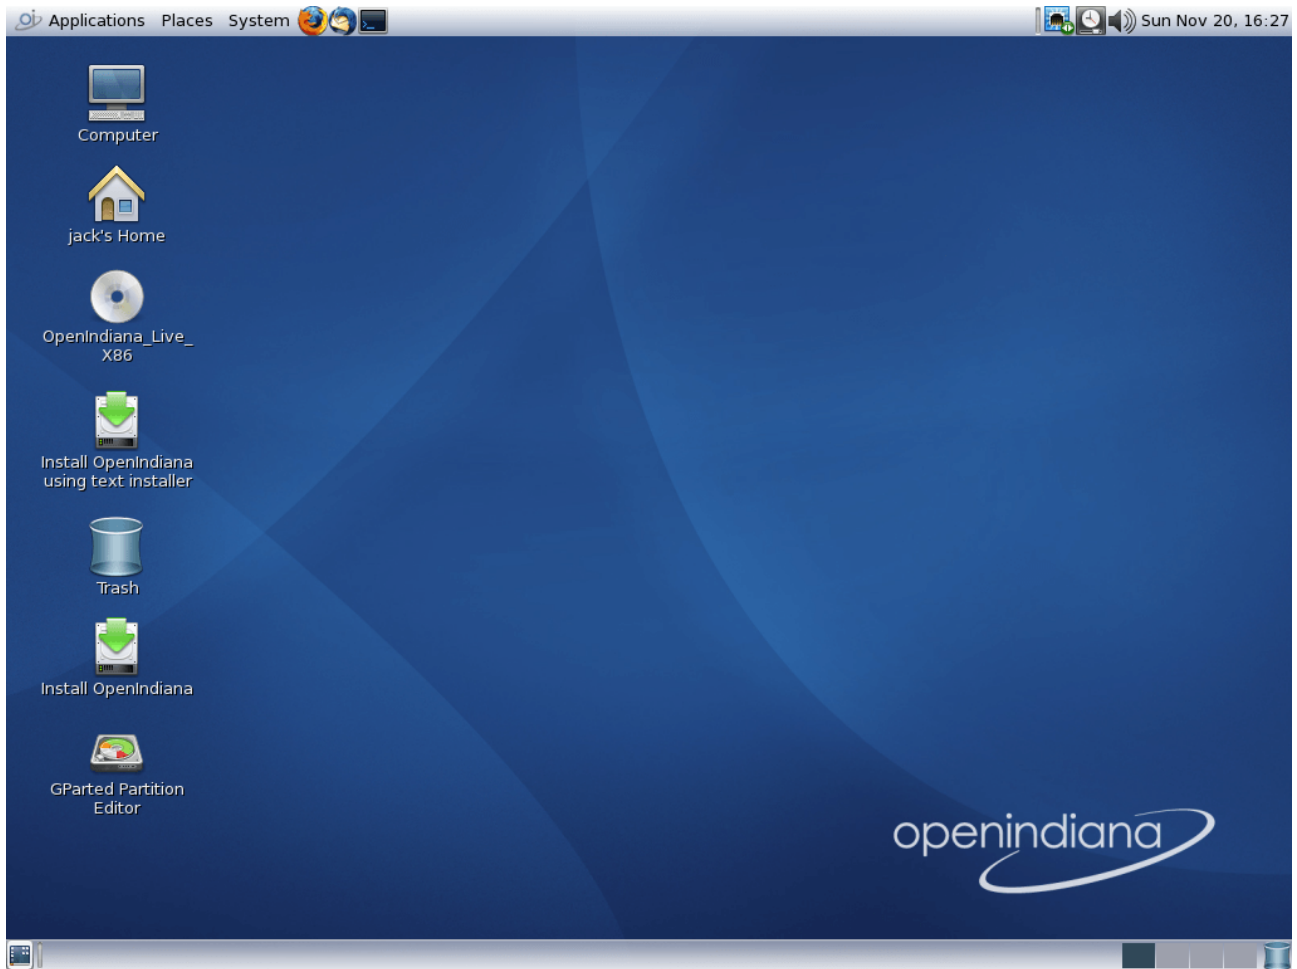 Applications Places System Sun Nov 20, 16:27
Computer
jack's Home
OpenIndiana_Live_
X86
Install OpenIndiana
using text installer
Trash
Install OpenIndiana
GParted Partition
Editor
openindiana